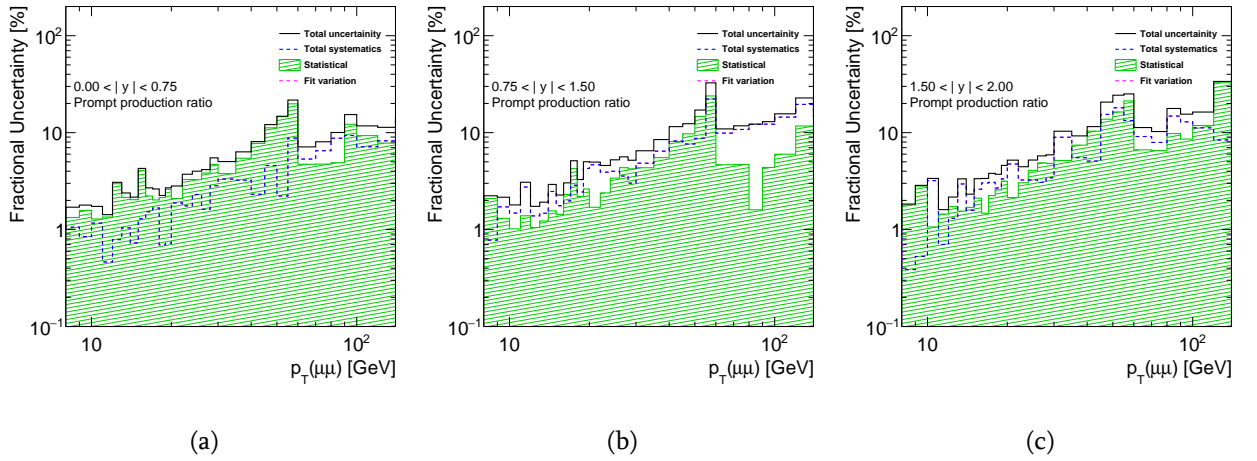 Fractional Uncertainty [%]
10²
10
1
10⁻¹
Total uncertainty
Total systematics
Statistical
Fit variation
0.00 < | y | < 0.75
Prompt production ratio
10
10²
p_T(μμ) [GeV]
(a)
Fractional Uncertainty [%]
10²
10
1
10⁻¹
Total uncertainty
Total systematics
Statistical
Fit variation
0.75 < | y | < 1.50
Prompt production ratio
10
10²
p_T(μμ) [GeV]
(b)
Fractional Uncertainty [%]
10²
10
1
10⁻¹
Total uncertainty
Total systematics
Statistical
Fit variation
1.50 < | y | < 2.00
Prompt production ratio
10
10²
p_T(μμ) [GeV]
(c)